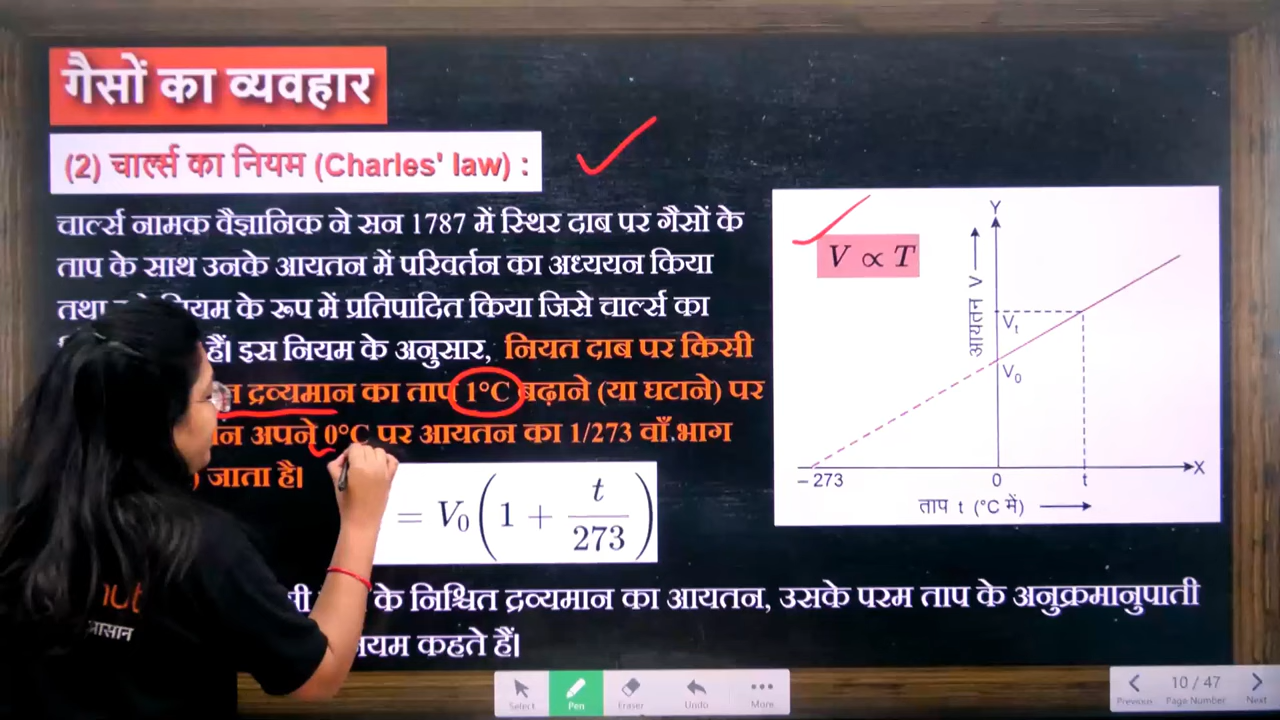 गैसों का व्यवहार
(2) चार्ल्स का नियम (Charles' law) :
चार्ल्स नामक वैज्ञानिक ने सन 1787 में स्थिर दाब पर गैसों के
ताप के साथ उनके आयतन में परिवर्तन का अध्ययन किया
तथा नियम के रूप में प्रतिपादित किया जिसे चार्ल्स का
हैं। इस नियम के अनुसार, नियत दाब पर किसी
द्रव्यमान का ताप 1°C बढ़ाने (या घटाने) पर
अपने 0°C पर आयतन का 1/273 वाँ भाग
) जाता है।
= V₀(1 + t/273)
के निश्चित द्रव्यमान का आयतन, उसके परम ताप के अनुक्रमानुपाती
कहते हैं।
V ∝ T
Y
आयतन V
Vₜ
V₀
X
– 273 0 t
ताप t (°C में)
nut
आसान
Select Pen Eraser Undo More
10 / 47
Previous Page Number Next